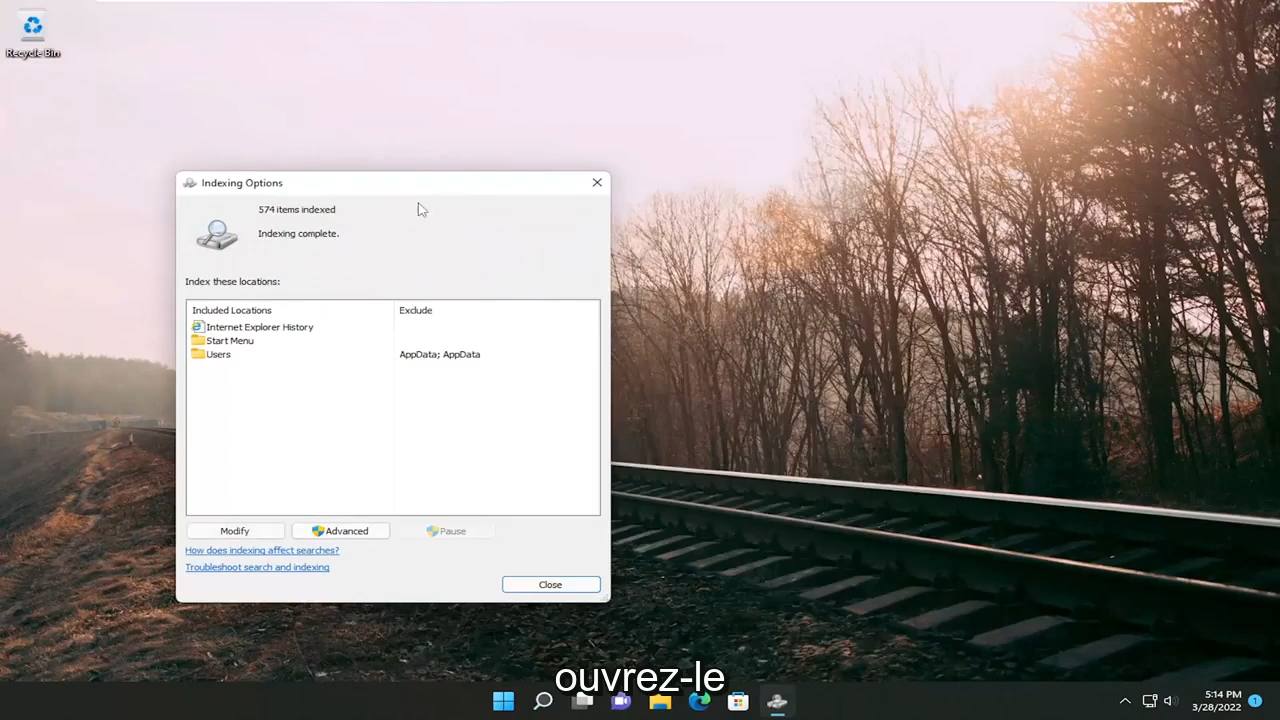 Recycle Bin
Indexing Options
574 items indexed
Indexing complete.
Index these locations:
Included Locations
Exclude
Internet Explorer History
Start Menu
Users
AppData; AppData
Modify
Advanced
Pause
How does indexing affect searches?
Troubleshoot search and indexing
Close
ouvrez-le
5:14 PM
3/28/2022
1